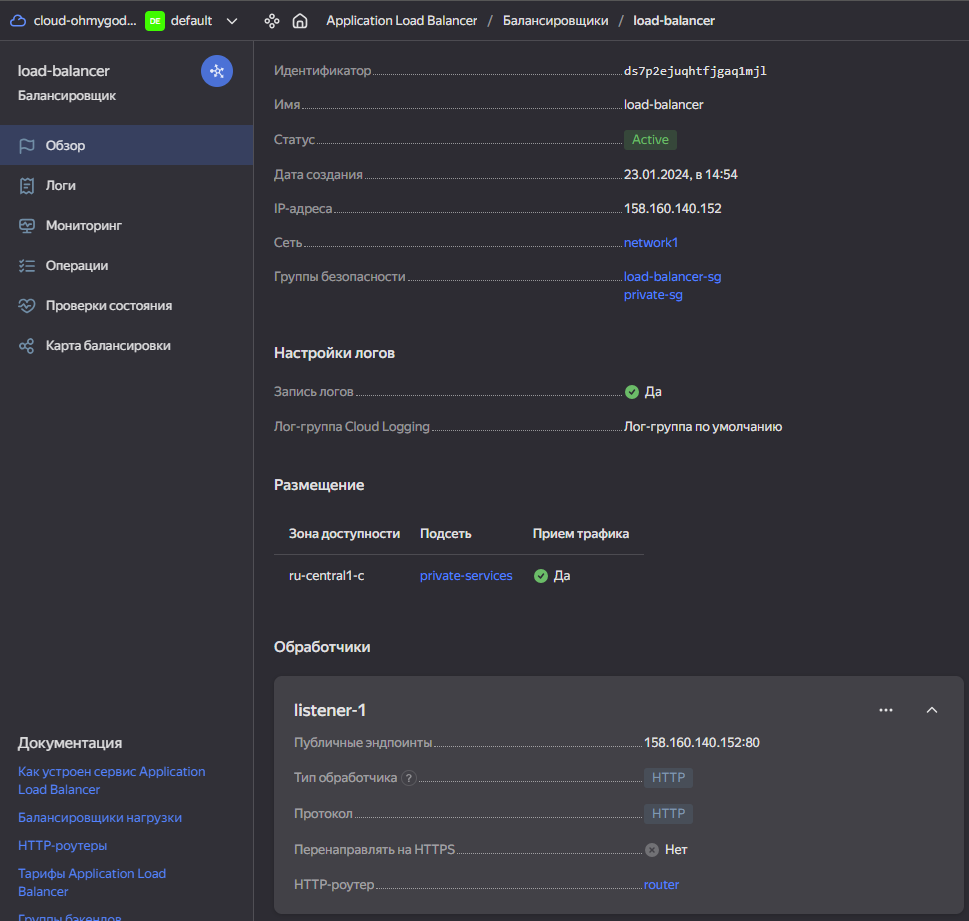 cloud-ohmygod... DE default Application Load Balancer / Балансировщики / load-balancer
load-balancer
Балансировщик
Обзор
Логи
Мониторинг
Операции
Проверки состояния
Карта балансировки
Документация
Как устроен сервис Application
Load Balancer
Балансировщики нагрузки
HTTP-роутеры
Тарифы Application Load
Balancer
Группы бэкендов
Идентификатор ds7p2ejuqhtfjgaq1mjl
Имя load-balancer
Статус Active
Дата создания 23.01.2024, в 14:54
IP-адреса 158.160.140.152
Сеть network1
Группы безопасности load-balancer-sg
private-sg
Настройки логов
Запись логов Да
Лог-группа Cloud Logging Лог-группа по умолчанию
Размещение
Зона доступности Подсеть Прием трафика
ru-central1-c private-services Да
Обработчики
listener-1
Публичные эндпоинты 158.160.140.152:80
Тип обработчика ? HTTP
Протокол HTTP
Перенаправлять на HTTPS Нет
HTTP-роутер router